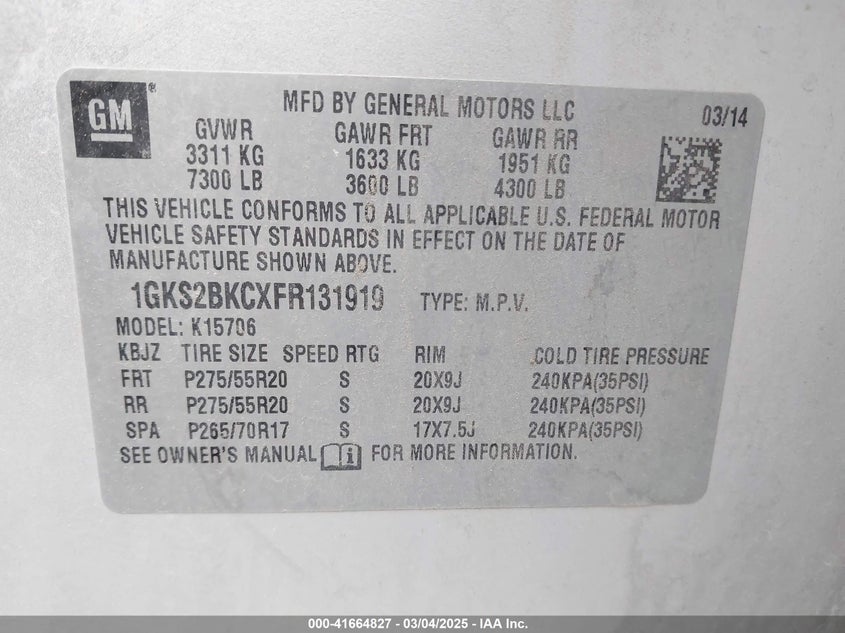 GM
MFD BY GENERAL MOTORS LLC
03/14
GVWR GAWR FRT GAWR RR
3311 KG 1633 KG 1951 KG
7300 LB 3600 LB 4300 LB
THIS VEHICLE CONFORMS TO ALL APPLICABLE U.S. FEDERAL MOTOR
VEHICLE SAFETY STANDARDS IN EFFECT ON THE DATE OF
MANUFACTURE SHOWN ABOVE.
1GKS2BKCXFR131919 TYPE: M.P.V.
MODEL: K15706
KBJZ TIRE SIZE SPEED RTG RIM COLD TIRE PRESSURE
FRT P275/55R20 S 20X9J 240KPA(35PSI)
RR P275/55R20 S 20X9J 240KPA(35PSI)
SPA P265/70R17 S 17X7.5J 240KPA(35PSI)
SEE OWNER'S MANUAL FOR MORE INFORMATION.
000-41664827 - 03/04/2025 - IAA Inc.